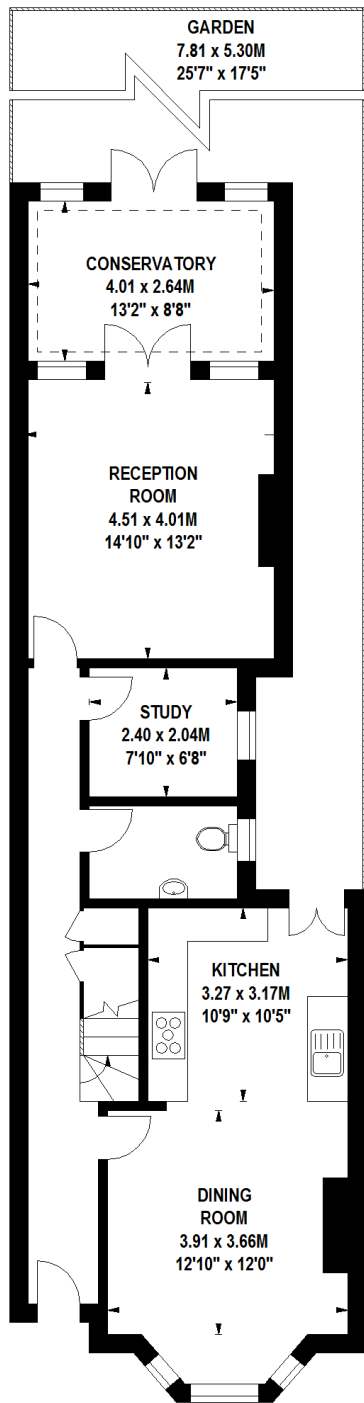 GARDEN
7.81 x 5.30M
25'7" x 17'5"
CONSERVATORY
4.01 x 2.64M
13'2" x 8'8"
RECEPTION
ROOM
4.51 x 4.01M
14'10" x 13'2"
STUDY
2.40 x 2.04M
7'10" x 6'8"
KITCHEN
3.27 x 3.17M
10'9" x 10'5"
DINING
ROOM
3.91 x 3.66M
12'10" x 12'0"